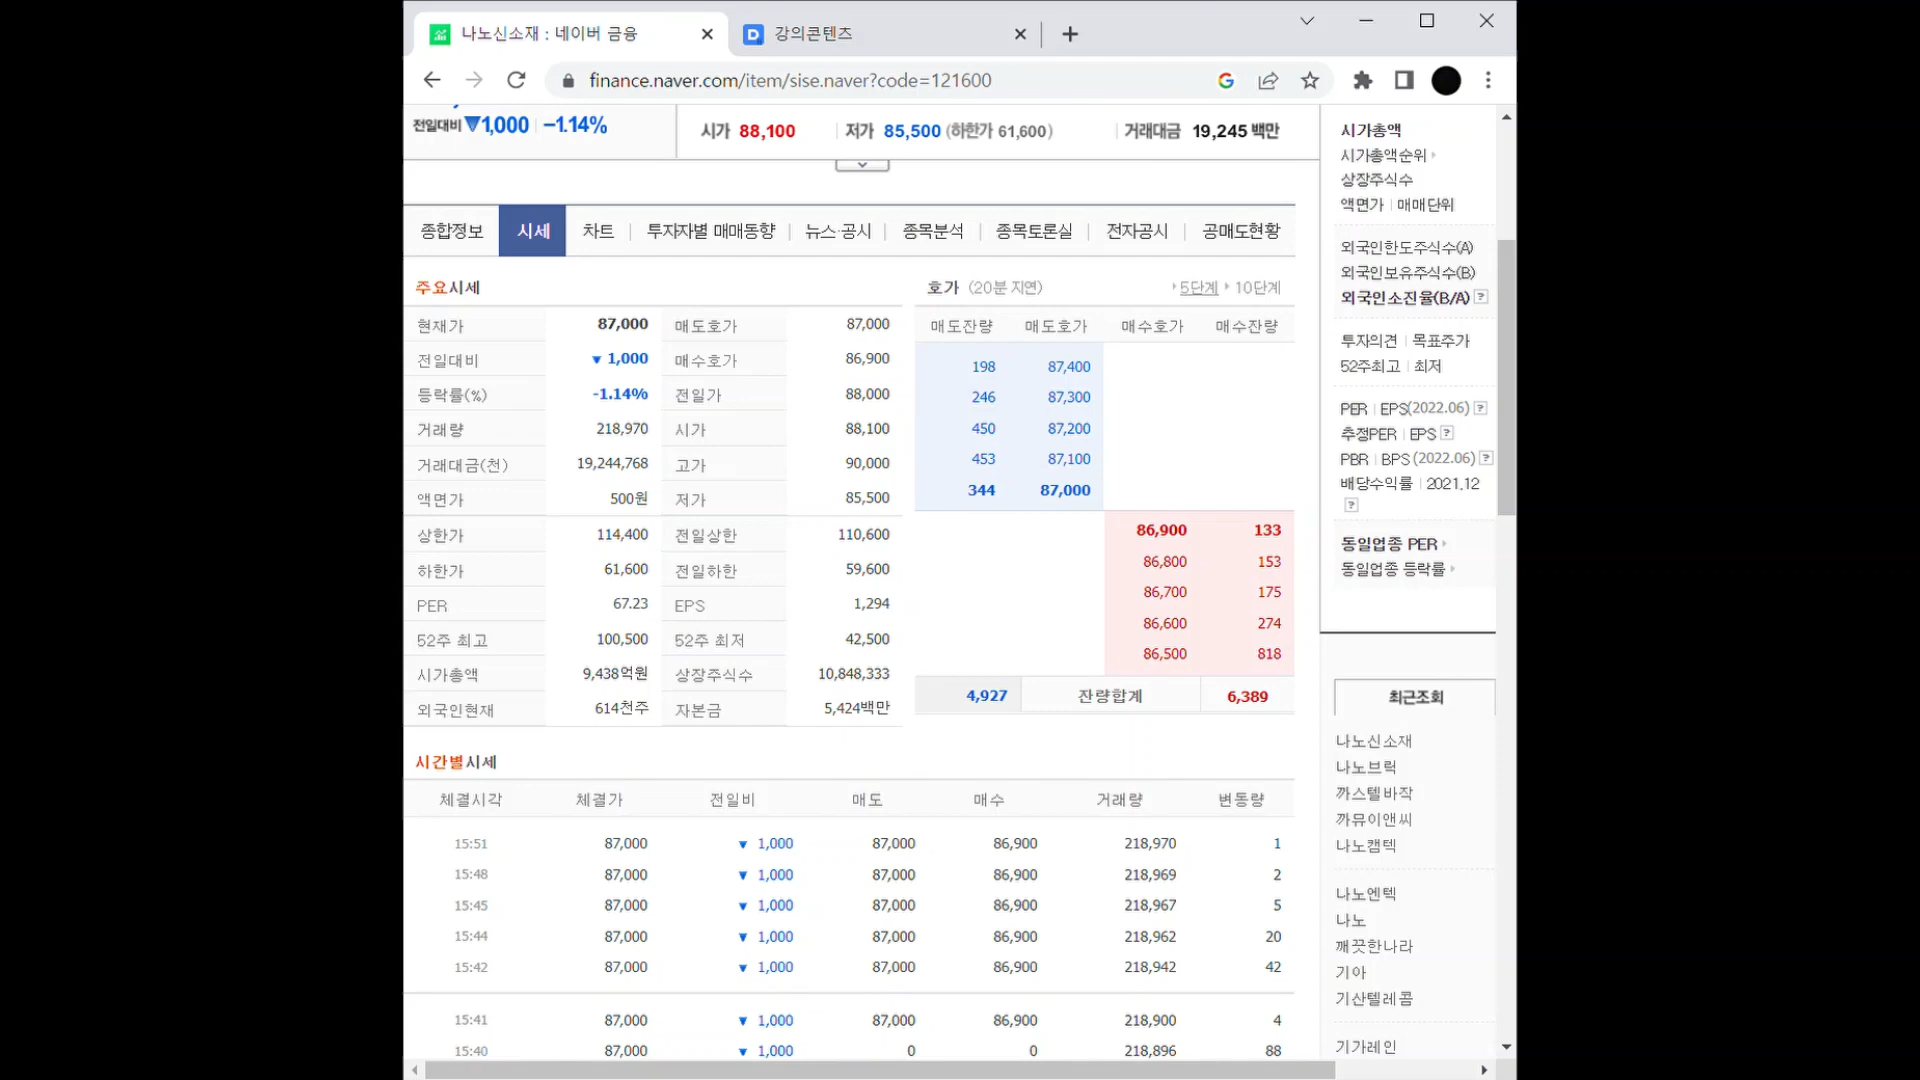 나노신소재 : 네이버 금융
강의콘텐츠
finance.naver.com/item/sise.naver?code=121600
전일대비 ▼1,000 -1.14%
시가 88,100 저가 85,500 (하한가 61,600) 거래대금 19,245 백만
종합정보 시세 차트 투자자별 매매동향 뉴스·공시 종목분석 종목토론실 전자공시 공매도현황
주요시세
현재가 87,000 매도호가 87,000
전일대비 ▼ 1,000 매수호가 86,900
등락률(%) -1.14% 전일가 88,000
거래량 218,970 시가 88,100
거래대금(천) 19,244,768 고가 90,000
액면가 500원 저가 85,500
상한가 114,400 전일상한 110,600
하한가 61,600 전일하한 59,600
PER 67.23 EPS 1,294
52주 최고 100,500 52주 최저 42,500
시가총액 9,438억원 상장주식수 10,848,333
외국인현재 614천주 자본금 5,424백만
호가 (20분 지연) 5단계 10단계
매도잔량 매도호가 매수호가 매수잔량
198 87,400
246 87,300
450 87,200
453 87,100
344 87,000
86,900 133
86,800 153
86,700 175
86,600 274
86,500 818
4,927 잔량합계 6,389
시간별시세
체결시각 체결가 전일비 매도 매수 거래량 변동량
15:51 87,000 ▼ 1,000 87,000 86,900 218,970 1
15:48 87,000 ▼ 1,000 87,000 86,900 218,969 2
15:45 87,000 ▼ 1,000 87,000 86,900 218,967 5
15:44 87,000 ▼ 1,000 87,000 86,900 218,962 20
15:42 87,000 ▼ 1,000 87,000 86,900 218,942 42
15:41 87,000 ▼ 1,000 87,000 86,900 218,900 4
15:40 87,000 ▼ 1,000 0 0 218,896 88
시가총액
시가총액순위
상장주식수
액면가 | 매매단위
외국인한도주식수(A)
외국인보유주식수(B)
외국인소진율(B/A) ?
투자의견 | 목표주가
52주최고 | 최저
PER | EPS(2022.06) ?
추정PER | EPS ?
PBR | BPS (2022.06) ?
배당수익률 | 2021.12
?
동일업종 PER
동일업종 등락률
최근조회
나노신소재
나노브릭
까스텔바작
까뮤이앤씨
나노캠텍
나노엔텍
나노
깨끗한나라
기아
기산텔레콤
기가레인